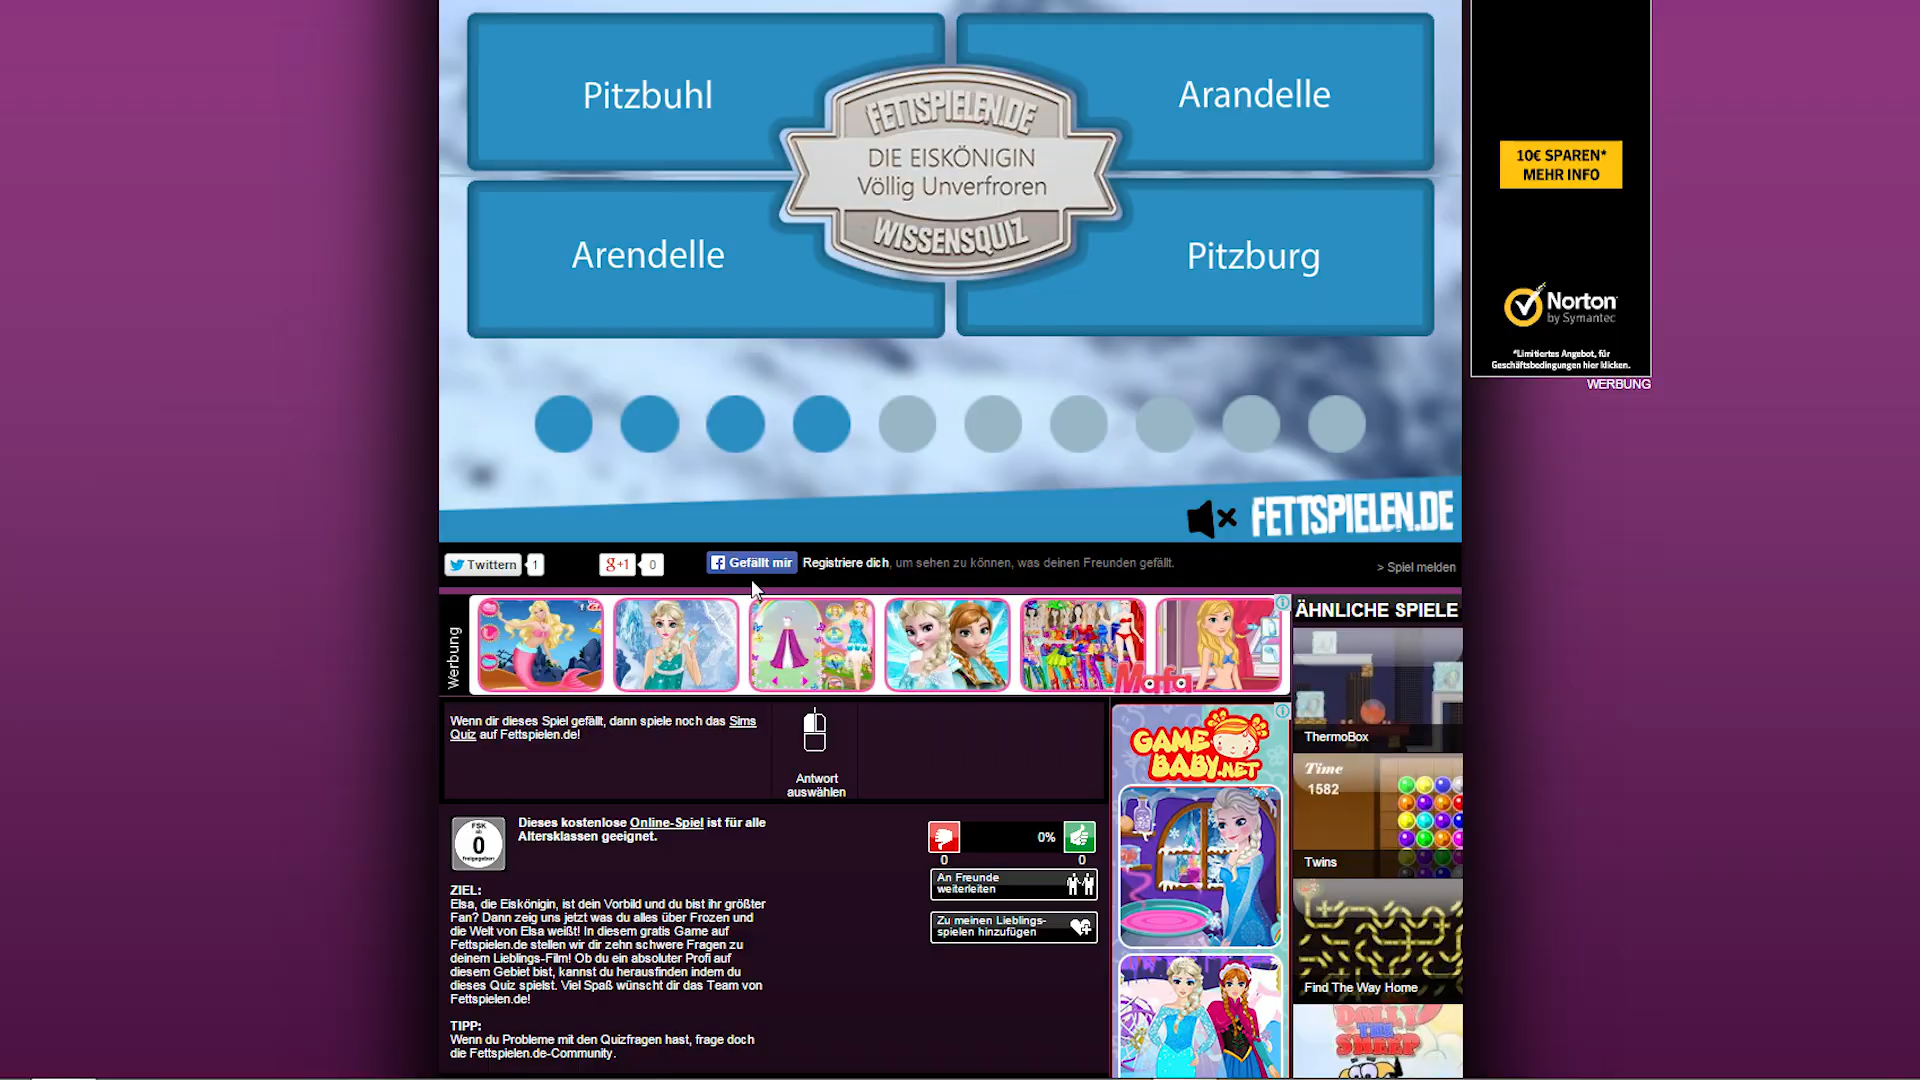 Pitzbuhl
Arandelle
FETTSPIELEN.DE
DIE EISKÖNIGIN
Völlig Unverfroren
WISSENSQUIZ
Arendelle
Pitzburg
10€ SPAREN*
MEHR INFO
Norton
by Symantec
*Limitiertes Angebot, für
Geschäftsbedingungen hier klicken.
WERBUNG
FETTSPIELEN.DE
Twittern 1
g+1 0
Gefällt mir Registriere dich, um sehen zu können, was deinen Freunden gefällt.
> Spiel melden
Werbung
Mafa
ÄHNLICHE SPIELE
ThermoBox
Time
1582
Twins
Find The Way Home
DOLLY
THE
SHEEP
Wenn dir dieses Spiel gefällt, dann spiele noch das Sims
Quiz auf Fettspielen.de!
Antwort
auswählen
GAME
BABY.NET
FSK
ab
0
freigegeben
Dieses kostenlose Online-Spiel ist für alle
Altersklassen geeignet.
0%
0
0
An Freunde
weiterleiten
Zu meinen Lieblings-
spielen hinzufügen
ZIEL:
Elsa, die Eiskönigin, ist dein Vorbild und du bist ihr größter
Fan? Dann zeig uns jetzt was du alles über Frozen und
die Welt von Elsa weißt! In diesem gratis Game auf
Fettspielen.de stellen wir dir zehn schwere Fragen zu
deinem Lieblings-Film! Ob du ein absoluter Profi auf
diesem Gebiet bist, kannst du herausfinden indem du
dieses Quiz spielst. Viel Spaß wünscht dir das Team von
Fettspielen.de!
TIPP:
Wenn du Probleme mit den Quizfragen hast, frage doch
die Fettspielen.de-Community.